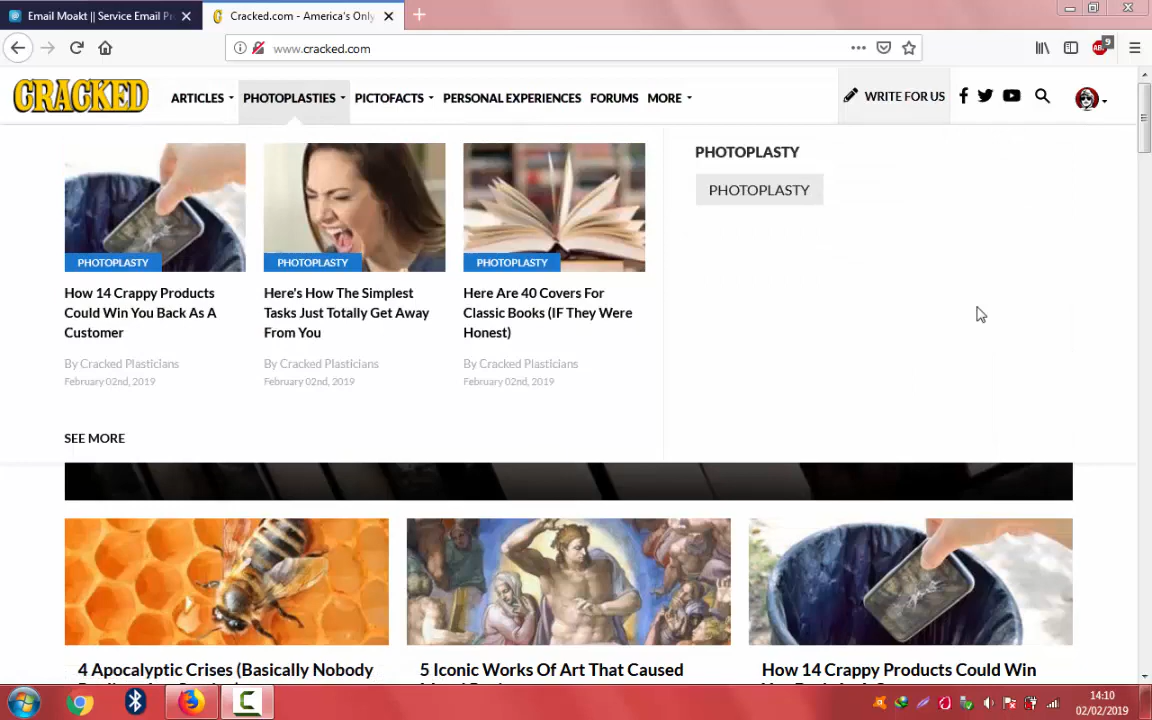 Email Moakt || Service Email Pr
Cracked.com - America's Only
www.cracked.com
9
CRACKED
ARTICLES
PHOTOPLASTIES
PICTOFACTS
PERSONAL EXPERIENCES
FORUMS
MORE
WRITE FOR US
PHOTOPLASTY
How 14 Crappy Products
Could Win You Back As A
Customer
By Cracked Plasticians
February 02nd, 2019
PHOTOPLASTY
Here's How The Simplest
Tasks Just Totally Get Away
From You
By Cracked Plasticians
February 02nd, 2019
PHOTOPLASTY
Here Are 40 Covers For
Classic Books (IF They Were
Honest)
By Cracked Plasticians
February 02nd, 2019
SEE MORE
PHOTOPLASTY
PHOTOPLASTY
4 Apocalyptic Crises (Basically Nobody
5 Iconic Works Of Art That Caused
How 14 Crappy Products Could Win
14:10
02/02/2019